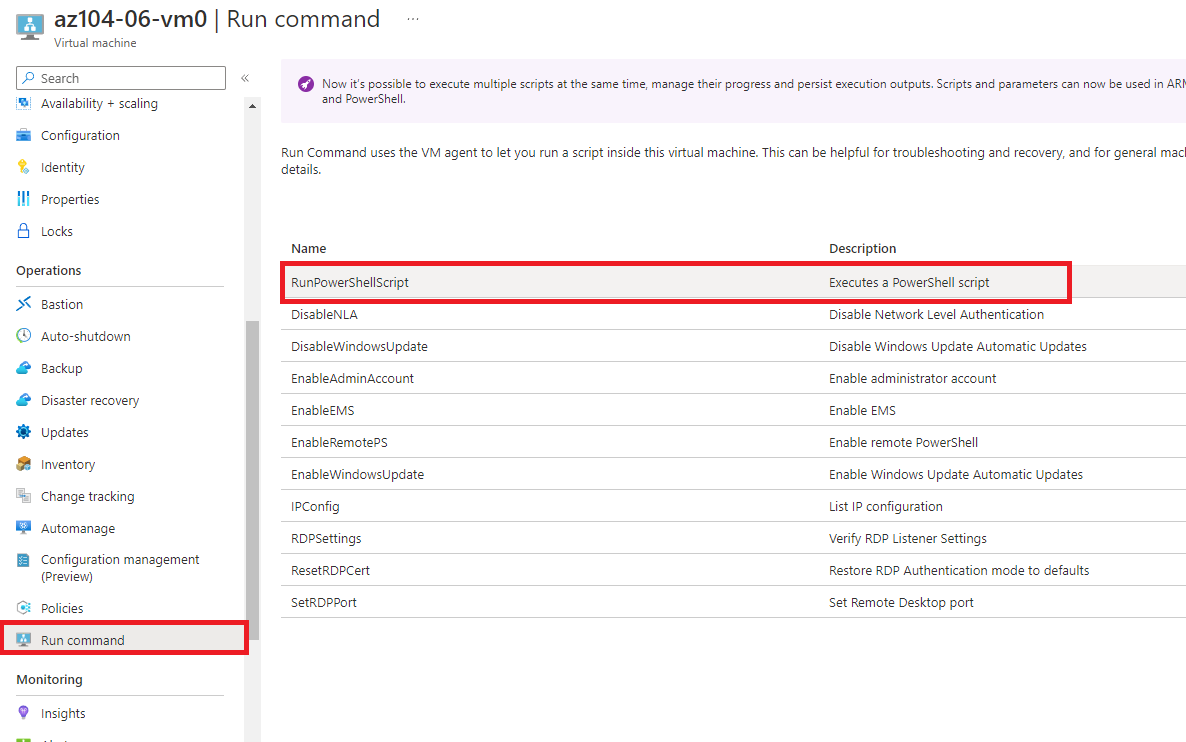 az104-06-vm0 | Run command ...
Virtual machine
Search
«
Availability + scaling
Configuration
Identity
Properties
Locks
Operations
Bastion
Auto-shutdown
Backup
Disaster recovery
Updates
Inventory
Change tracking
Automanage
Configuration management
(Preview)
Policies
Run command
Monitoring
Insights
Now it's possible to execute multiple scripts at the same time, manage their progress and persist execution outputs. Scripts and parameters can now be used in ARM
and PowerShell.
Run Command uses the VM agent to let you run a script inside this virtual machine. This can be helpful for troubleshooting and recovery, and for general
details.
Name Description
RunPowerShellScript Executes a PowerShell script
DisableNLA Disable Network Level Authentication
DisableWindowsUpdate Disable Windows Update Automatic Updates
EnableAdminAccount Enable administrator account
EnableEMS Enable EMS
EnableRemotePS Enable remote PowerShell
EnableWindowsUpdate Enable Windows Update Automatic Updates
IPConfig List IP configuration
RDPSettings Verify RDP Listener Settings
ResetRDPCert Restore RDP Authentication mode to defaults
SetRDPPort Set Remote Desktop port